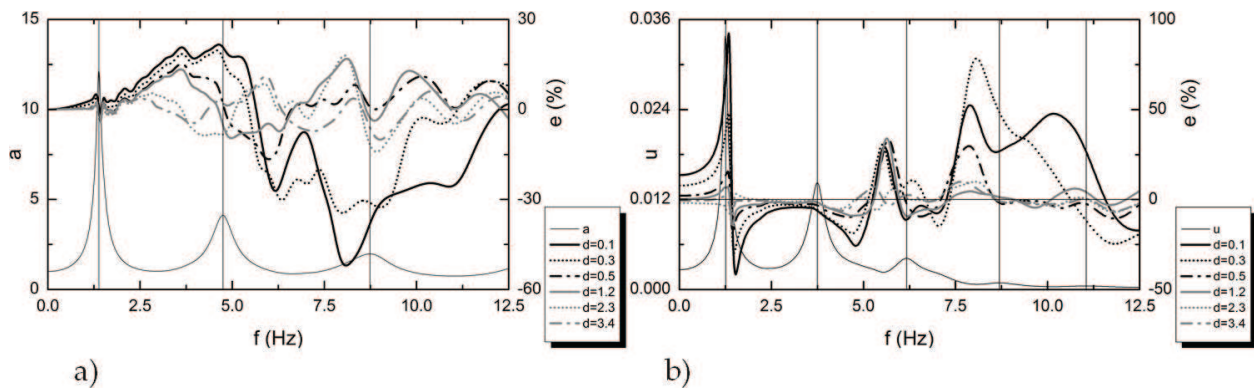 15
10
5
0
a
30
0
-30
-60
e (%)
0.0 2.5 5.0 7.5 10.0 12.5
f (Hz)
a
d=0.1
d=0.3
d=0.5
d=1.2
d=2.3
d=3.4
a)
0.036
0.024
0.012
0.000
u
100
50
0
-50
e (%)
0.0 2.5 5.0 7.5 10.0 12.5
f (Hz)
u
d=0.1
d=0.3
d=0.5
d=1.2
d=2.3
d=3.4
b)